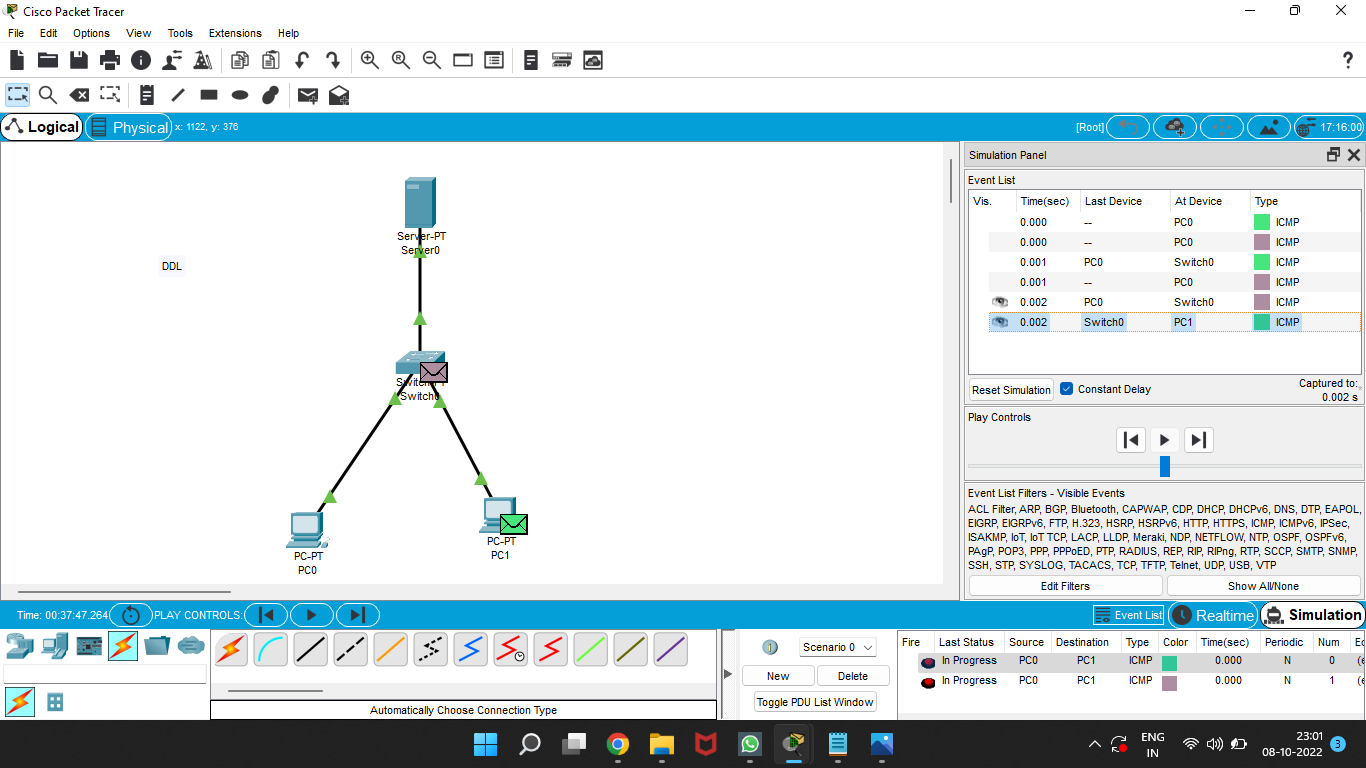 Cisco Packet Tracer
File Edit Options View Tools Extensions Help
?
Logical Physical x: 1122, y: 376 [Root] 17:16:00
Simulation Panel
Event List
Vis. Time(sec) Last Device At Device Type
0.000 -- PC0 ICMP
0.000 -- PC0 ICMP
0.001 PC0 Switch0 ICMP
0.001 -- PC0 ICMP
0.002 PC0 Switch0 ICMP
0.002 Switch0 PC1 ICMP
Reset Simulation Constant Delay Captured to:
0.002 s
Play Controls
Event List Filters - Visible Events
ACL Filter, ARP, BGP, Bluetooth, CAPWAP, CDP, DHCP, DHCPv6, DNS, DTP, EAPOL,
EIGRP, EIGRPv6, FTP, H.323, HSRP, HSRPv6, HTTP, HTTPS, ICMP, ICMPv6, IPSec,
ISAKMP, IoT, IoT TCP, LACP, LLDP, Meraki, NDP, NETFLOW, NTP, OSPF, OSPFv6,
PAgP, POP3, PPP, PPPoED, PTP, RADIUS, REP, RIP, RIPng, RTP, SCCP, SMTP, SNMP,
SSH, STP, SYSLOG, TACACS, TCP, TFTP, Telnet, UDP, USB, VTP
Edit Filters Show All/None
Server-PT
Server0
DDL
Switch0
PC-PT
PC1
PC-PT
PC0
Time: 00:37:47.264 PLAY CONTROLS: Event List Realtime Simulation
Automatically Choose Connection Type
Scenario 0
New Delete
Toggle PDU List Window
Fire Last Status Source Destination Type Color Time(sec) Periodic Num
In Progress PC0 PC1 ICMP 0.000 N 0
In Progress PC0 PC1 ICMP 0.000 N 1
ENG
IN
23:01
08-10-2022
3